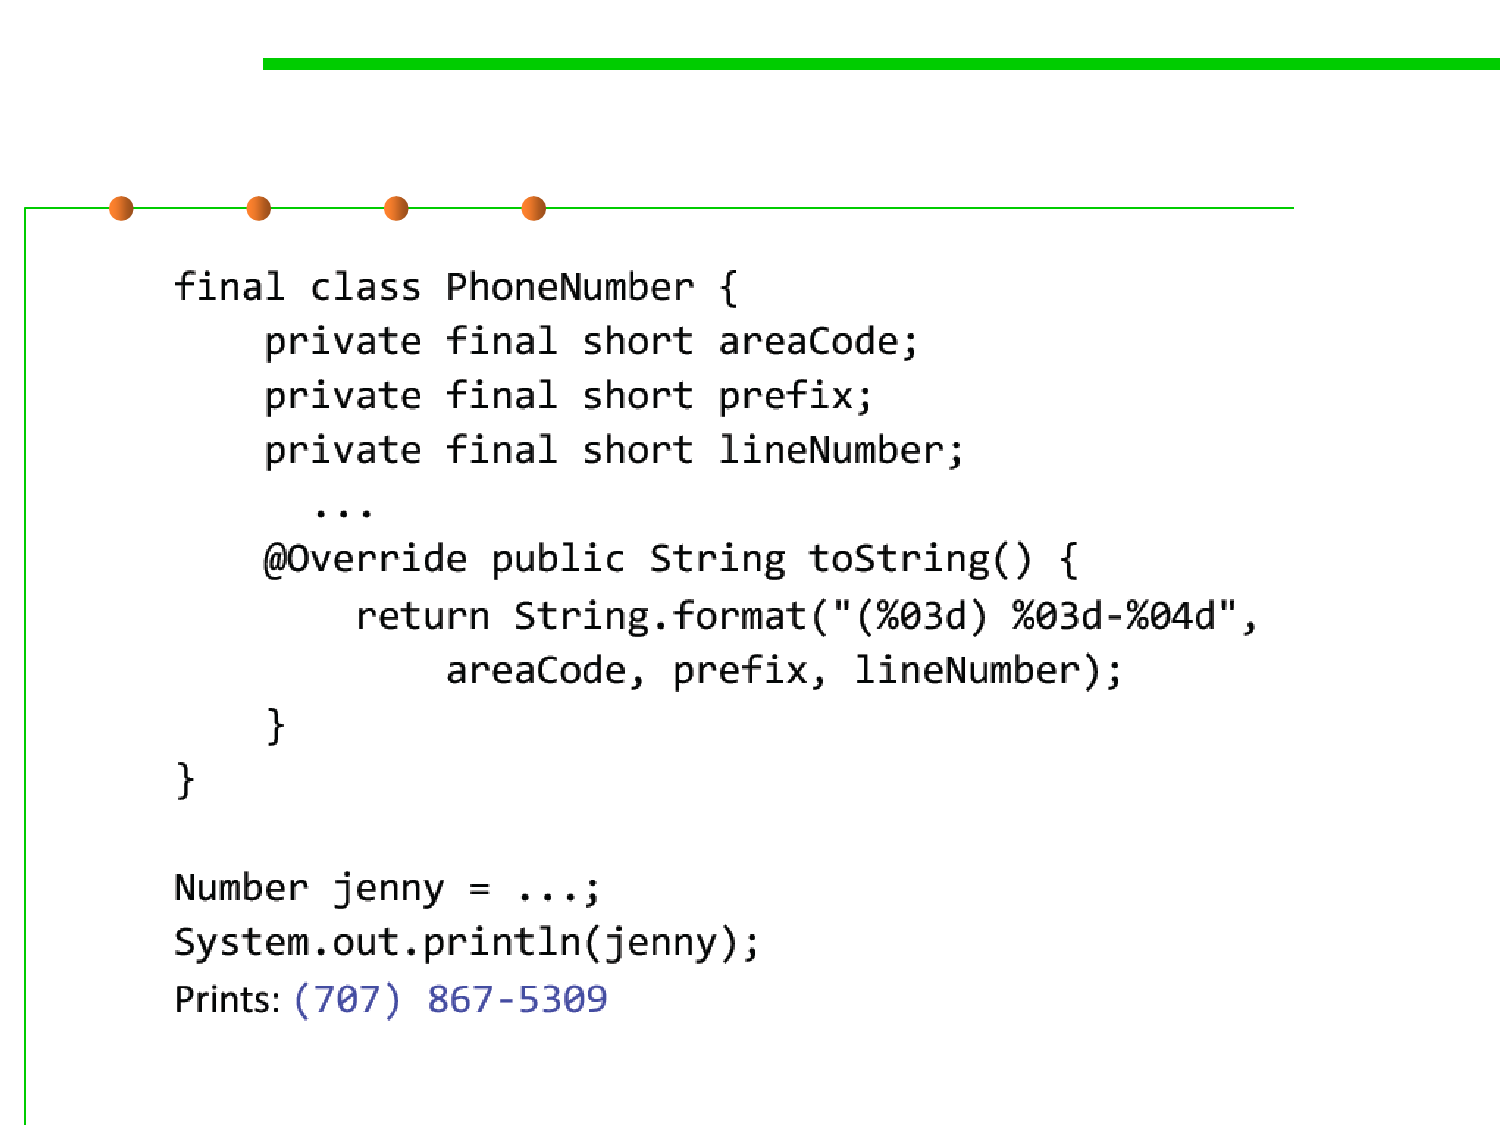 final class PhoneNumber {
    private final short areaCode;
    private final short prefix;
    private final short lineNumber;
      ...
    @Override public String toString() {
        return String.format("(%03d) %03d-%04d",
            areaCode, prefix, lineNumber);
    }
}
Number jenny = ...;
System.out.println(jenny);
Prints: (707) 867-5309